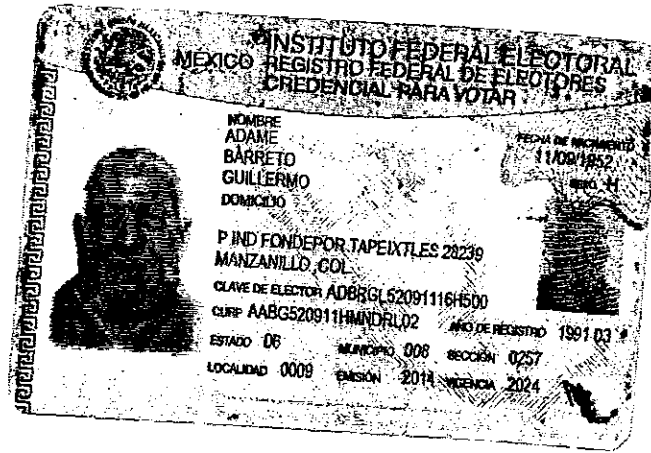 MÉXICO
INSTITUTO FEDERAL ELECTORAL
REGISTRO FEDERAL DE ELECTORES
CREDENCIAL PARA VOTAR
NOMBRE
ADAME
BARRETO
GUILLERMO
DOMICILIO
P IND FONDEPOR TAPEIXTLES 28239
MANZANILLO ,COL.
FECHA DE NACIMIENTO
11/09/1952
SEXO H
CLAVE DE ELECTOR ADBRGL52091116H500
CURP AABG520911HMNDRL02 AÑO DE REGISTRO 1991 03
ESTADO 06 MUNICIPIO 008 SECCIÓN 0257
LOCALIDAD 0009 EMISIÓN 2014 VIGENCIA 2024